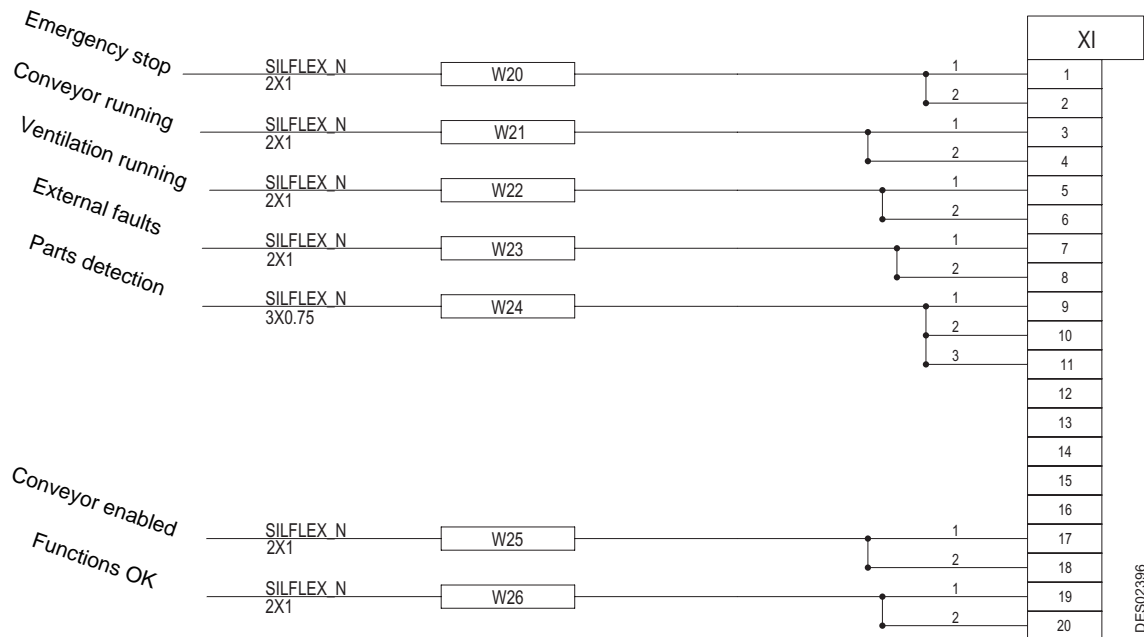 XI
Emergency stop
SILFLEX_N
2X1
W20
1
1
2
2
Conveyor running
SILFLEX_N
2X1
W21
1
3
2
4
Ventilation running
SILFLEX_N
2X1
W22
1
5
2
6
External faults
SILFLEX_N
2X1
W23
1
7
2
8
Parts detection
SILFLEX_N
3X0.75
W24
1
9
2
10
3
11
12
13
14
15
16
Conveyor enabled
SILFLEX_N
2X1
W25
1
17
2
18
Functions OK
SILFLEX_N
2X1
W26
1
19
2
20
DES02396